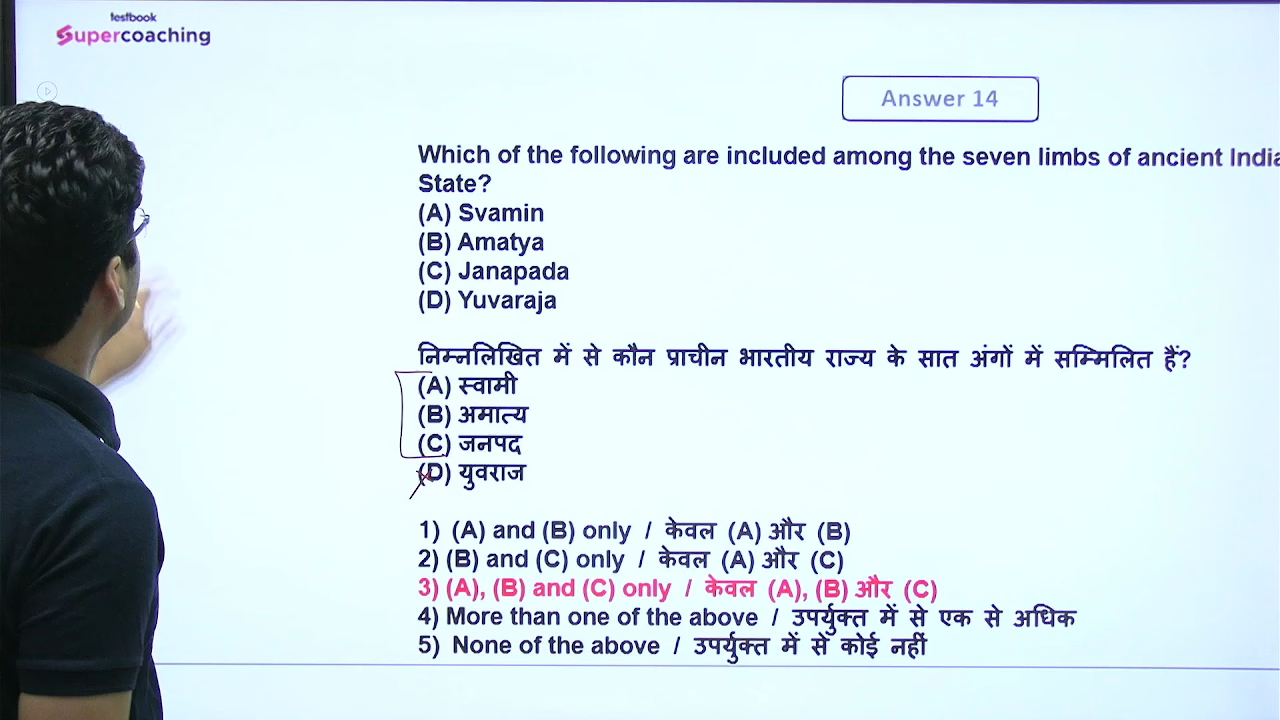 testbook
Supercoaching
Answer 14
Which of the following are included among the seven limbs of ancient India
State?
(A) Svamin
(B) Amatya
(C) Janapada
(D) Yuvaraja
निम्नलिखित में से कौन प्राचीन भारतीय राज्य के सात अंगों में सम्मिलित हैं?
(A) स्वामी
(B) अमात्य
(C) जनपद
(D) युवराज
1) (A) and (B) only / केवल (A) और (B)
2) (B) and (C) only / केवल (A) और (C)
3) (A), (B) and (C) only / केवल (A), (B) और (C)
4) More than one of the above / उपर्युक्त में से एक से अधिक
5) None of the above / उपर्युक्त में से कोई नहीं